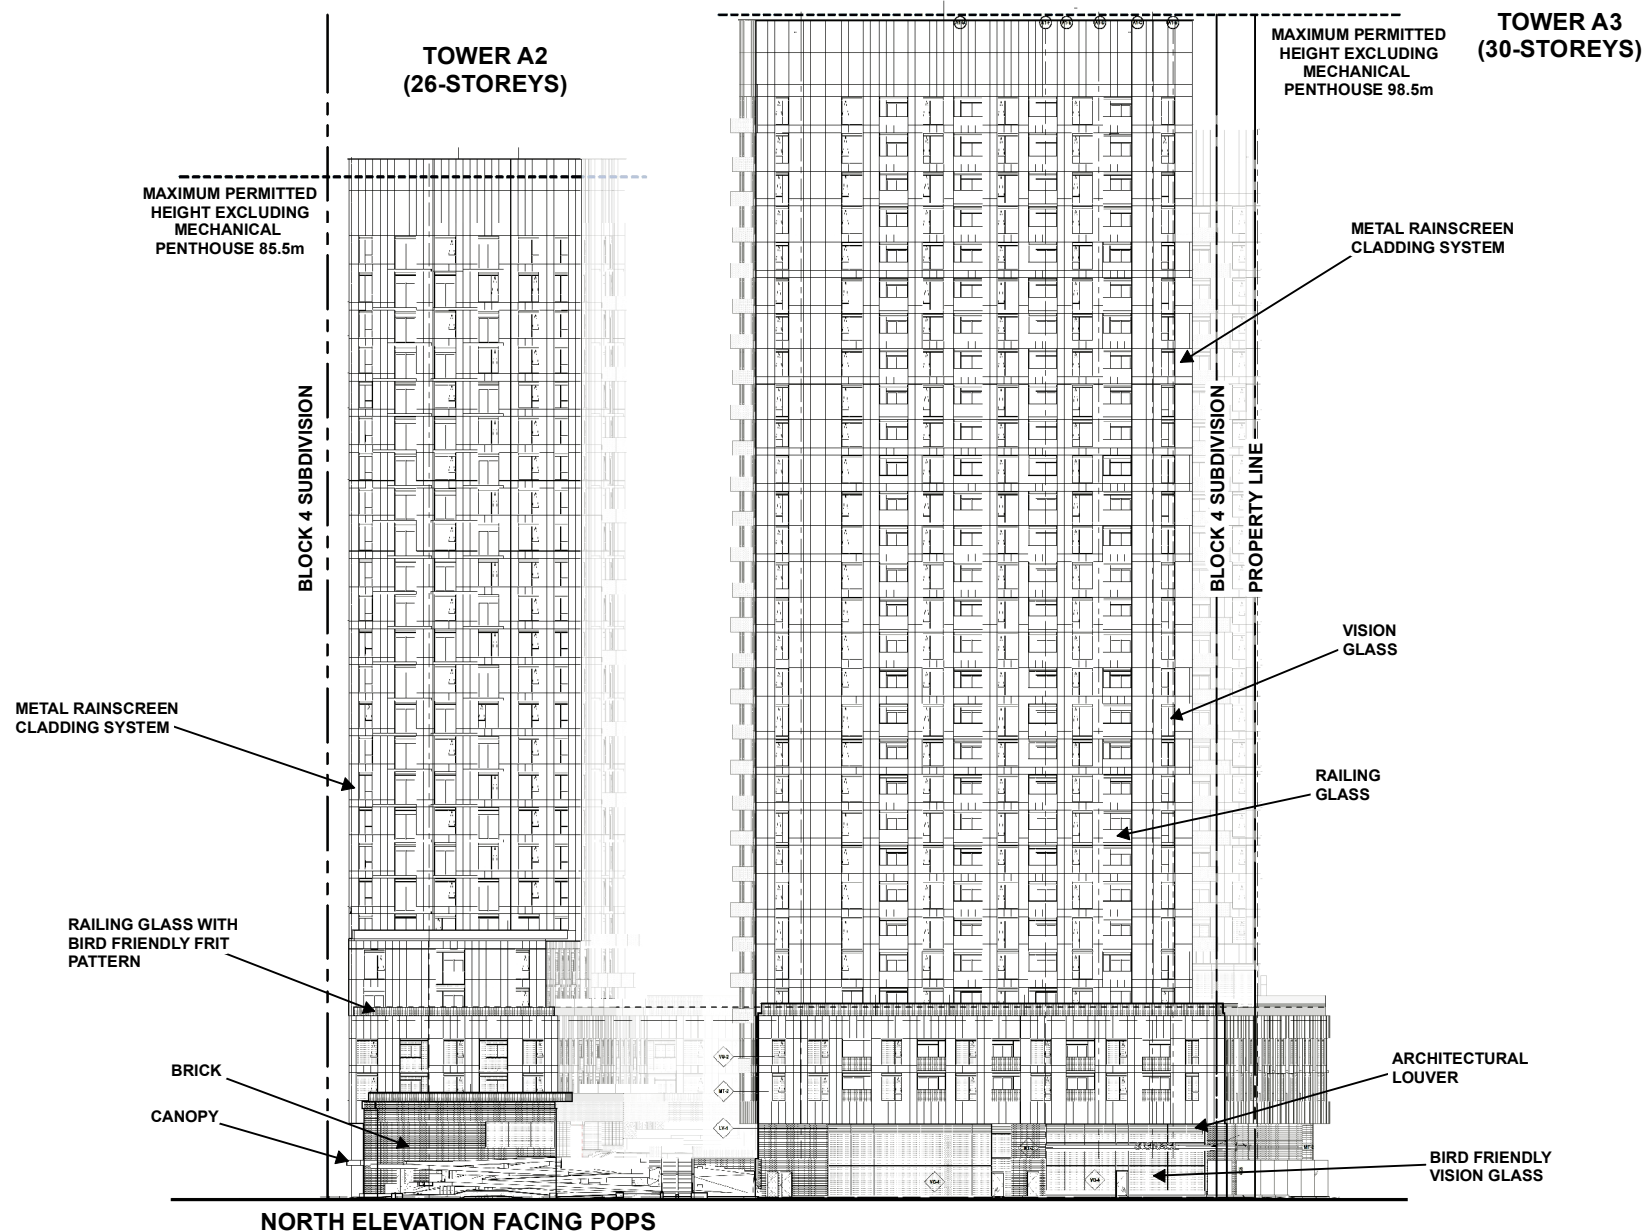 TOWER A2
(26-STOREYS)
TOWER A3
(30-STOREYS)
MAXIMUM PERMITTED
HEIGHT EXCLUDING
MECHANICAL
PENTHOUSE 98.5m
MAXIMUM PERMITTED
HEIGHT EXCLUDING
MECHANICAL
PENTHOUSE 85.5m
METAL RAINSCREEN
CLADDING SYSTEM
BLOCK 4 SUBDIVISION
BLOCK 4 SUBDIVISION
PROPERTY LINE
VISION
GLASS
METAL RAINSCREEN
CLADDING SYSTEM
RAILING
GLASS
RAILING GLASS WITH
BIRD FRIENDLY FRIT
PATTERN
BRICK
CANOPY
ARCHITECTURAL
LOUVER
BIRD FRIENDLY
VISION GLASS
NORTH ELEVATION FACING POPS